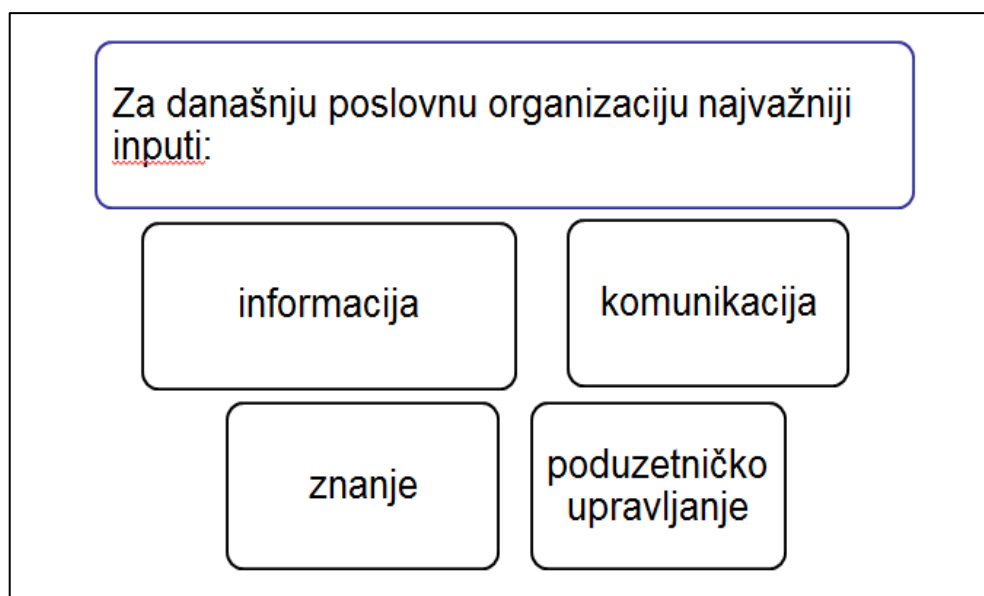 Za današnju poslovnu organizaciju najvažniji
inputi:
informacija
komunikacija
znanje
poduzetničko
upravljanje